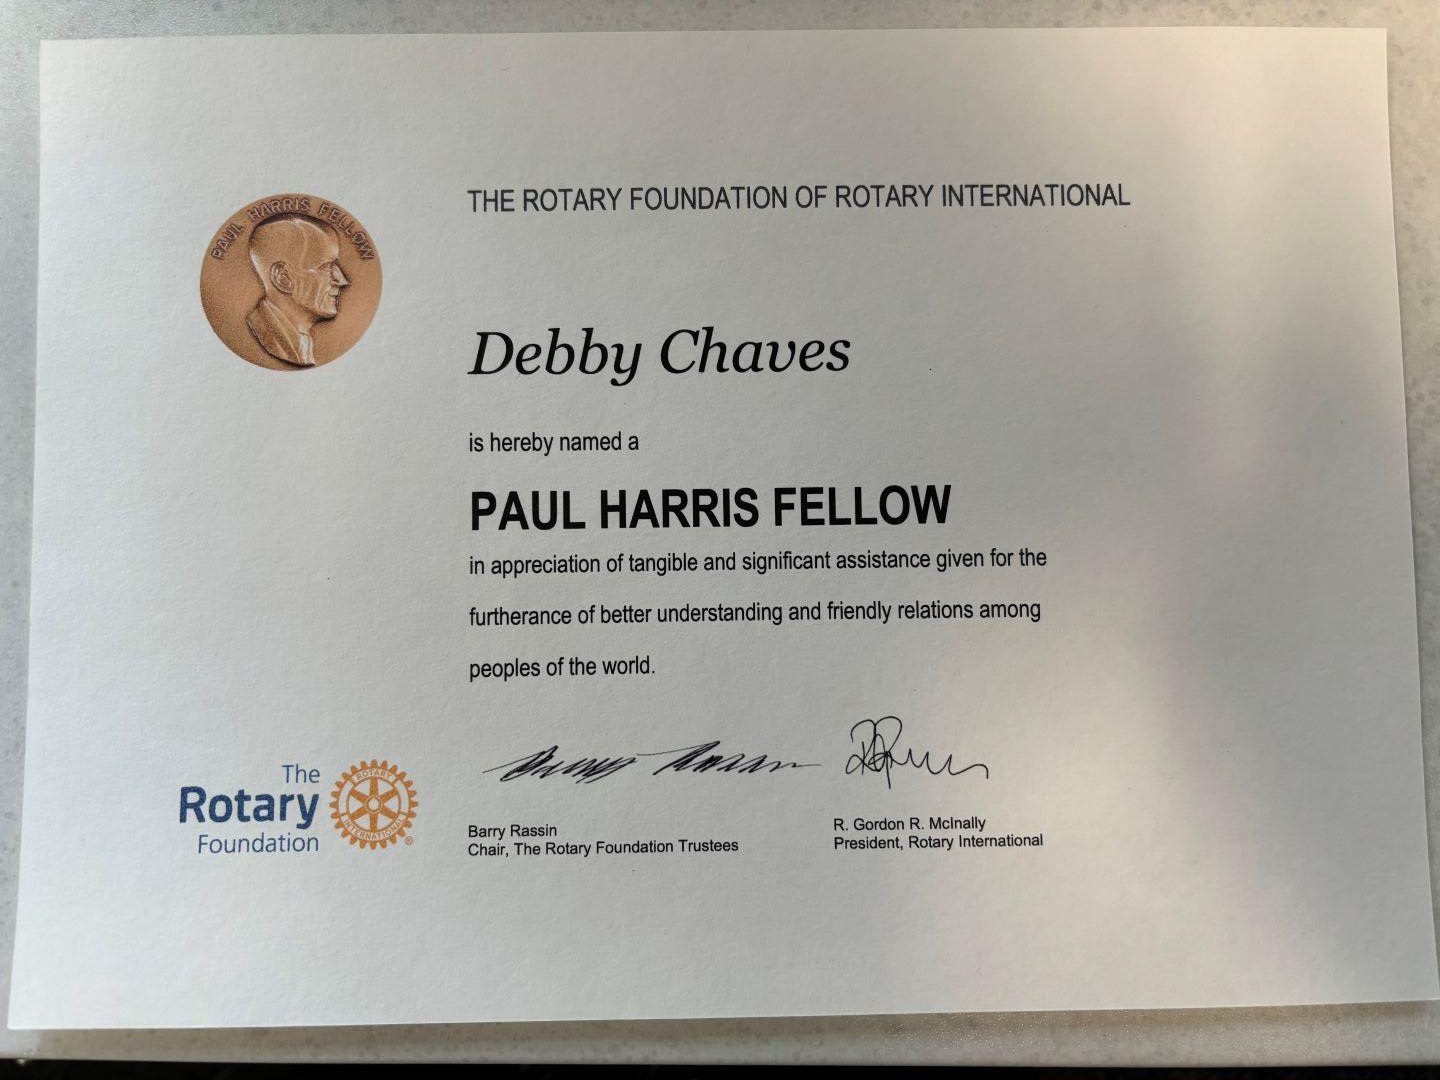 PAUL HARRIS FELLOW
THE ROTARY FOUNDATION OF ROTARY INTERNATIONAL
Debby Chaves
is hereby named a
PAUL HARRIS FELLOW
in appreciation of tangible and significant assistance given for the
furtherance of better understanding and friendly relations among
peoples of the world.
The
Rotary
Foundation
ROTARY
INTERNATIONAL
®
Barry Rassin
Barry Rassin
Chair, The Rotary Foundation Trustees
R. Gordon R. McInally
President, Rotary International